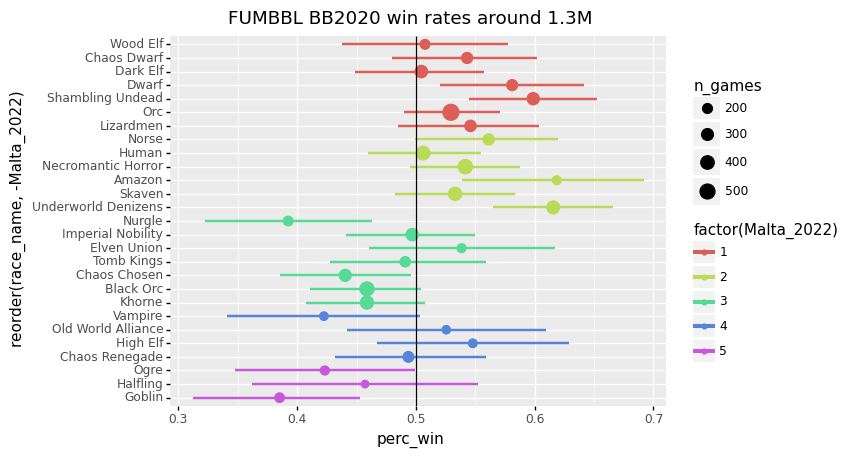 FUMBBL BB2020 win rates around 1.3M
reorder(race_name, -Malta_2022)
Wood Elf
Chaos Dwarf
Dark Elf
Dwarf
Shambling Undead
Orc
Lizardmen
Norse
Human
Necromantic Horror
Amazon
Skaven
Underworld Denizens
Nurgle
Imperial Nobility
Elven Union
Tomb Kings
Chaos Chosen
Black Orc
Khorne
Vampire
Old World Alliance
High Elf
Chaos Renegade
Ogre
Halfling
Goblin
0.3 0.4 0.5 0.6 0.7
perc_win
n_games
200
300
400
500
factor(Malta_2022)
1
2
3
4
5